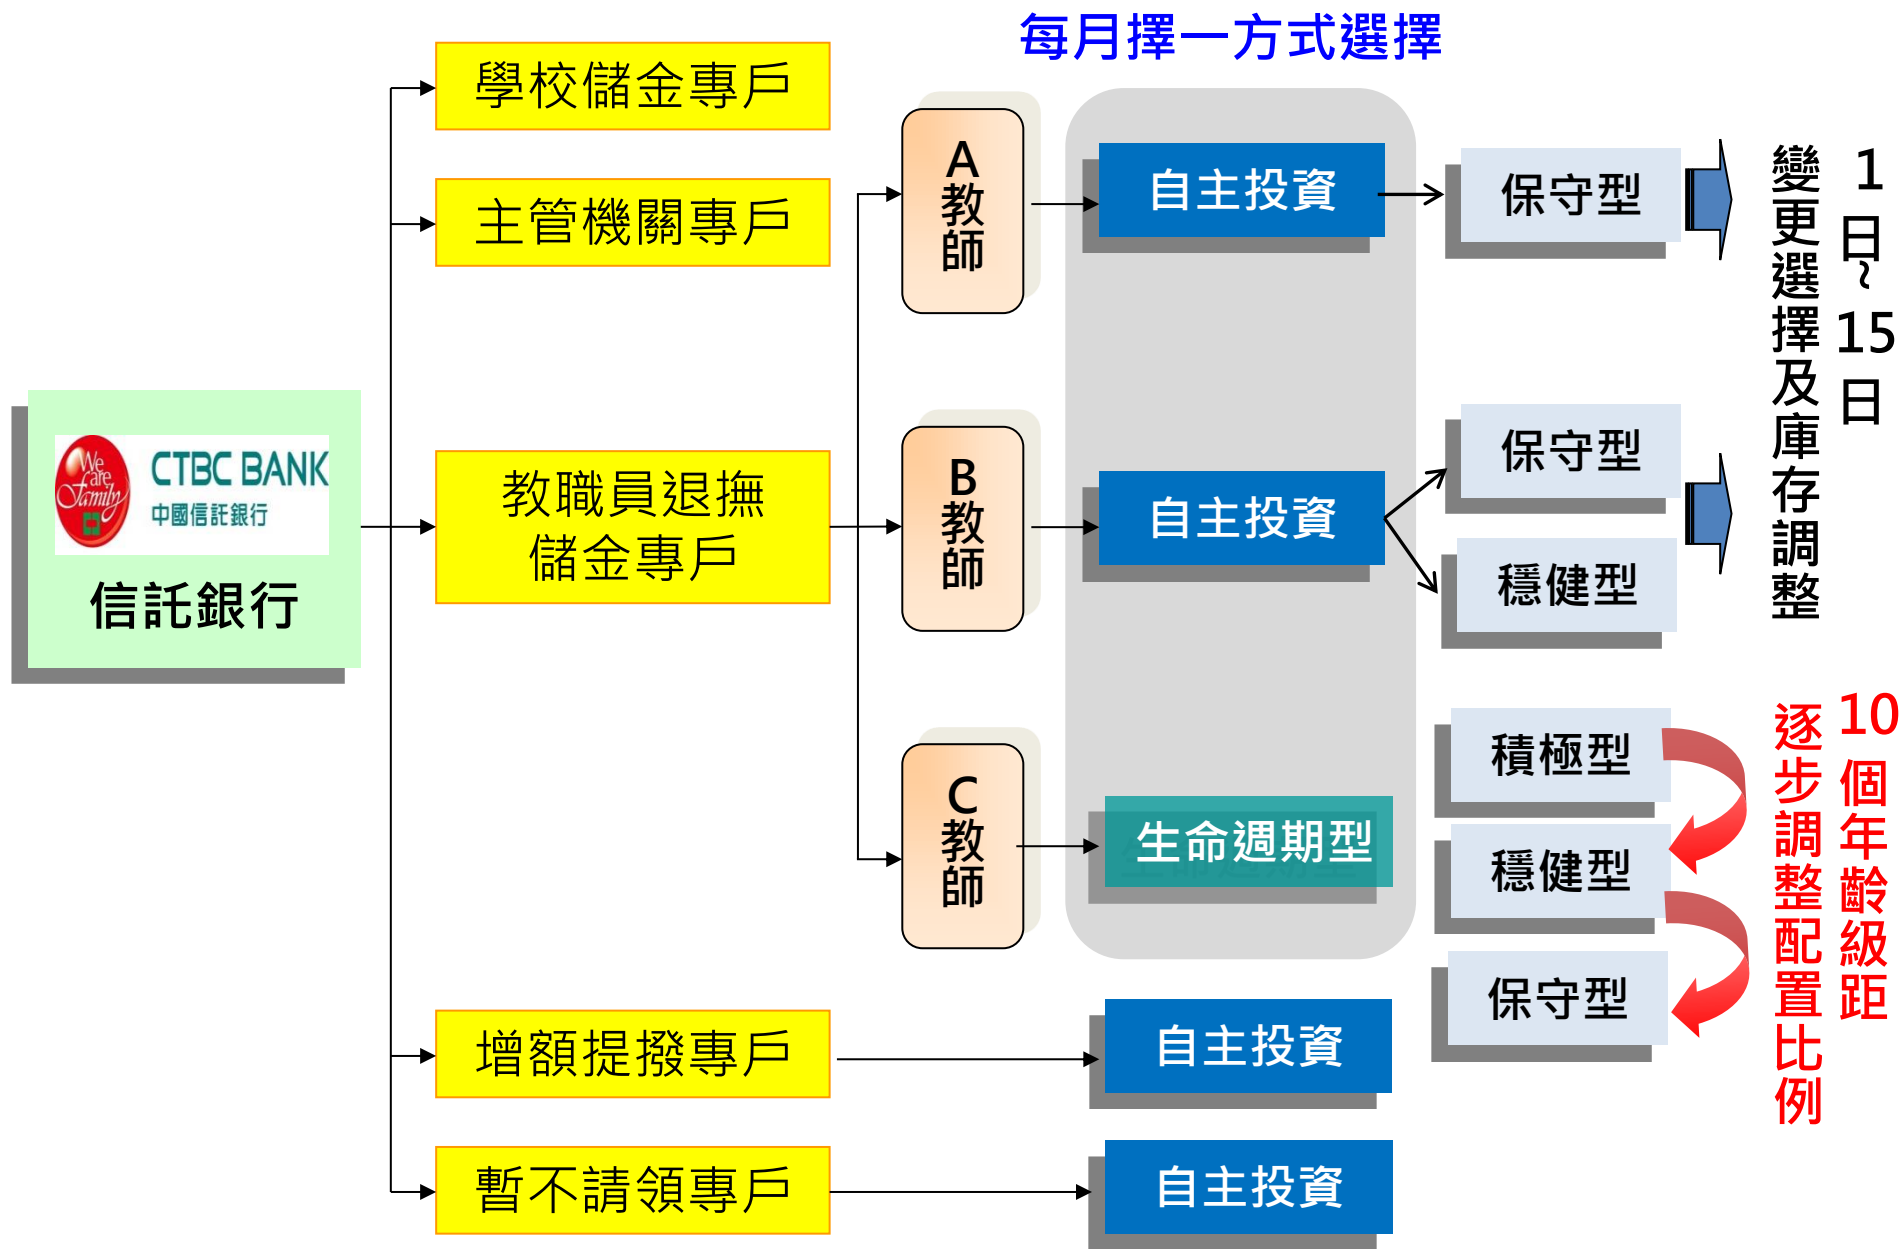 每月擇一方式選擇
學校儲金專戶
主管機關專戶
教職員退撫
儲金專戶
增額提撥專戶
暫不請領專戶
We
are
Family
CTBC BANK
中國信託銀行
信託銀行
A
教
師
自主投資
保守型
B
教
師
自主投資
保守型
穩健型
C
教
師
生命週期型
積極型
穩健型
保守型
自主投資
自主投資
1日~15日
變更選擇及庫存調整
10個年齡級距
逐步調整配置比例